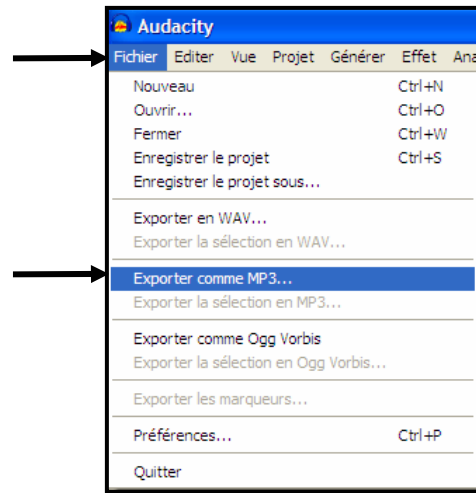 Audacity
Fichier Editer Vue Projet Générer Effet Ana
Nouveau Ctrl+N
Ouvrir... Ctrl+O
Fermer Ctrl+W
Enregistrer le projet Ctrl+S
Enregistrer le projet sous...
Exporter en WAV...
Exporter la sélection en WAV...
Exporter comme MP3...
Exporter la sélection en MP3...
Exporter comme Ogg Vorbis
Exporter la sélection en Ogg Vorbis...
Exporter les marqueurs...
Préférences... Ctrl+P
Quitter